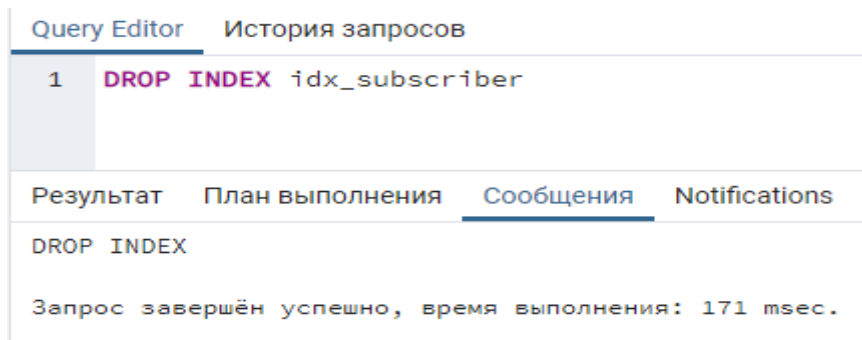 Query Editor История запросов
1 DROP INDEX idx_subscriber
Результат План выполнения Сообщения Notifications
DROP INDEX
Запрос завершён успешно, время выполнения: 171 msec.